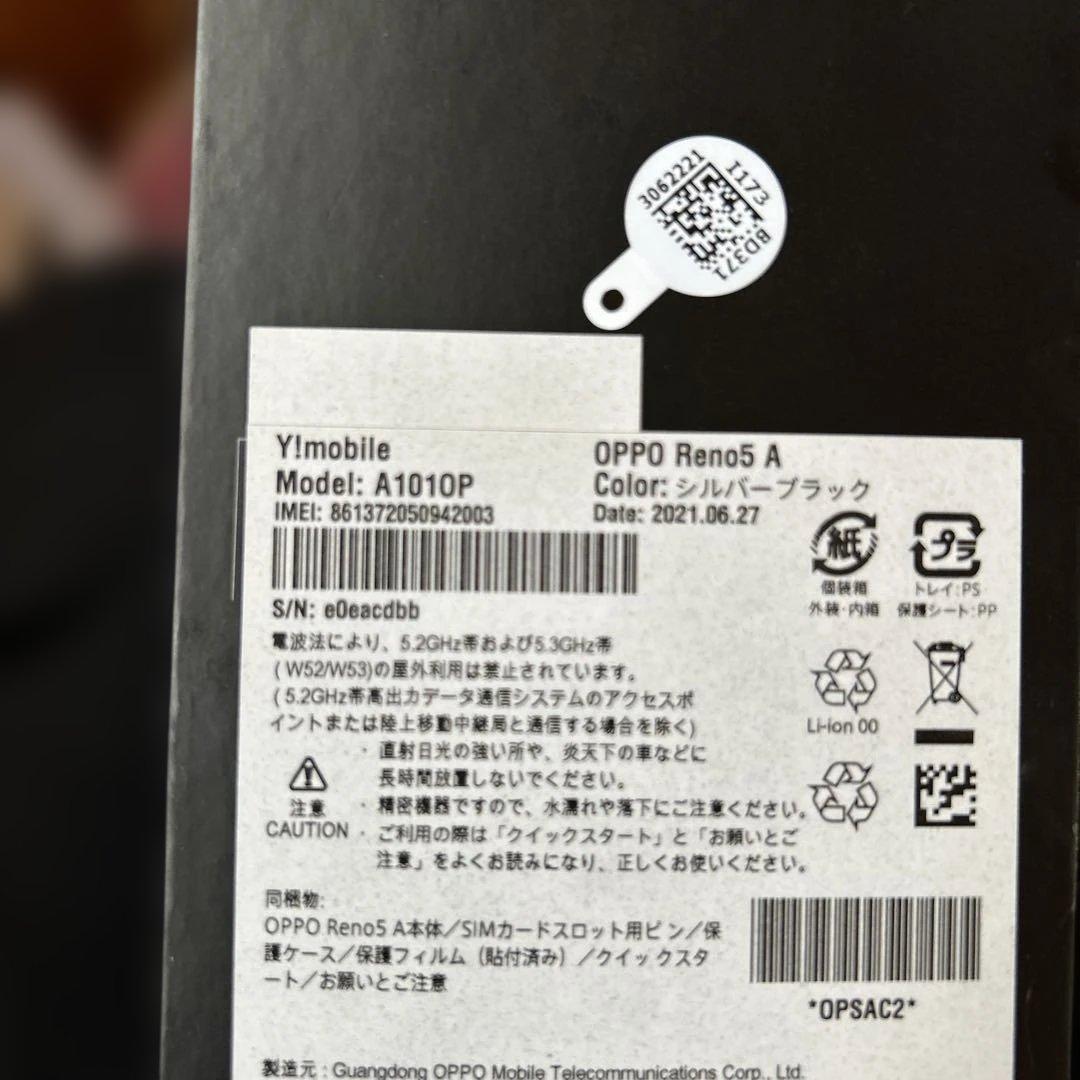 3062221
I173
BD371
Y!mobile
OPPO Reno5 A
Model: A101OP
Color: シルバーブラック
IMEI: 861372050942003
Date: 2021.06.27
紙
プラ
個装箱
外装・内箱
トレイ:PS
保護シート:PP
S/N: e0eacdbb
電波法により、5.2GHz帯および5.3GHz帯
( W52/W53)の屋外利用は禁止されています。
( 5.2GHz帯高出力データ通信システムのアクセスポ
イントまたは陸上移動中継局と通信する場合を除く)
Li-ion 00
・ 直射日光の強い所や、炎天下の車などに
長時間放置しないでください。
注意
CAUTION
・ 精密機器ですので、水濡れや落下にご注意ください。
・ ご利用の際は「クイックスタート」と「お願いとご
注意」をよくお読みになり、正しくお使いください。
同梱物:
OPPO Reno5 A本体／SIMカードスロット用ピン／保
護ケース／保護フィルム（貼付済み）／クイックスタ
ート／お願いとご注意
*OPSAC2*
製造元 : Guangdong OPPO Mobile Telecommunications Corp., Ltd.